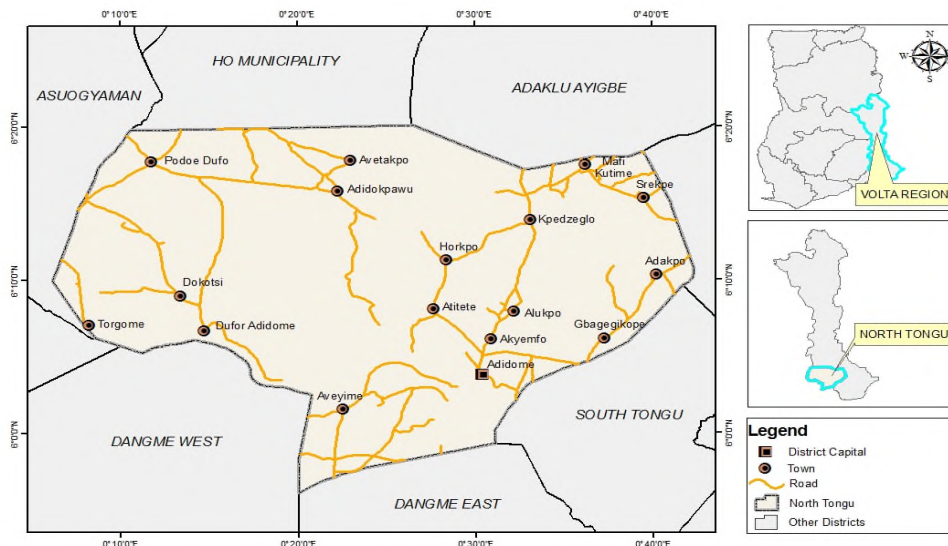 0°10'0"E
0°20'0"E
0°30'0"E
0°40'0"E
HO MUNICIPALITY
ASUOGYAMAN
ADAKLU AYIGBE
6°20'0"N
6°20'0"N
Podoe Dufo
Avetakpo
Adidokpawu
Mafi
Kutime
Srekpe
Kpedzeglo
Horkpo
Adakpo
6°10'0"N
6°10'0"N
Dokotsi
Atitete
Alukpo
Torgome
Dufor Adidome
Akyemfo
Gbagegikope
Adidome
Aveyime
SOUTH TONGU
DANGME WEST
6°0'0"N
6°0'0"N
DANGME EAST
0°10'0"E
0°20'0"E
0°30'0"E
0°40'0"E
N
W
E
S
VOLTA REGION
NORTH TONGU
Legend
District Capital
Town
Road
North Tongu
Other Districts